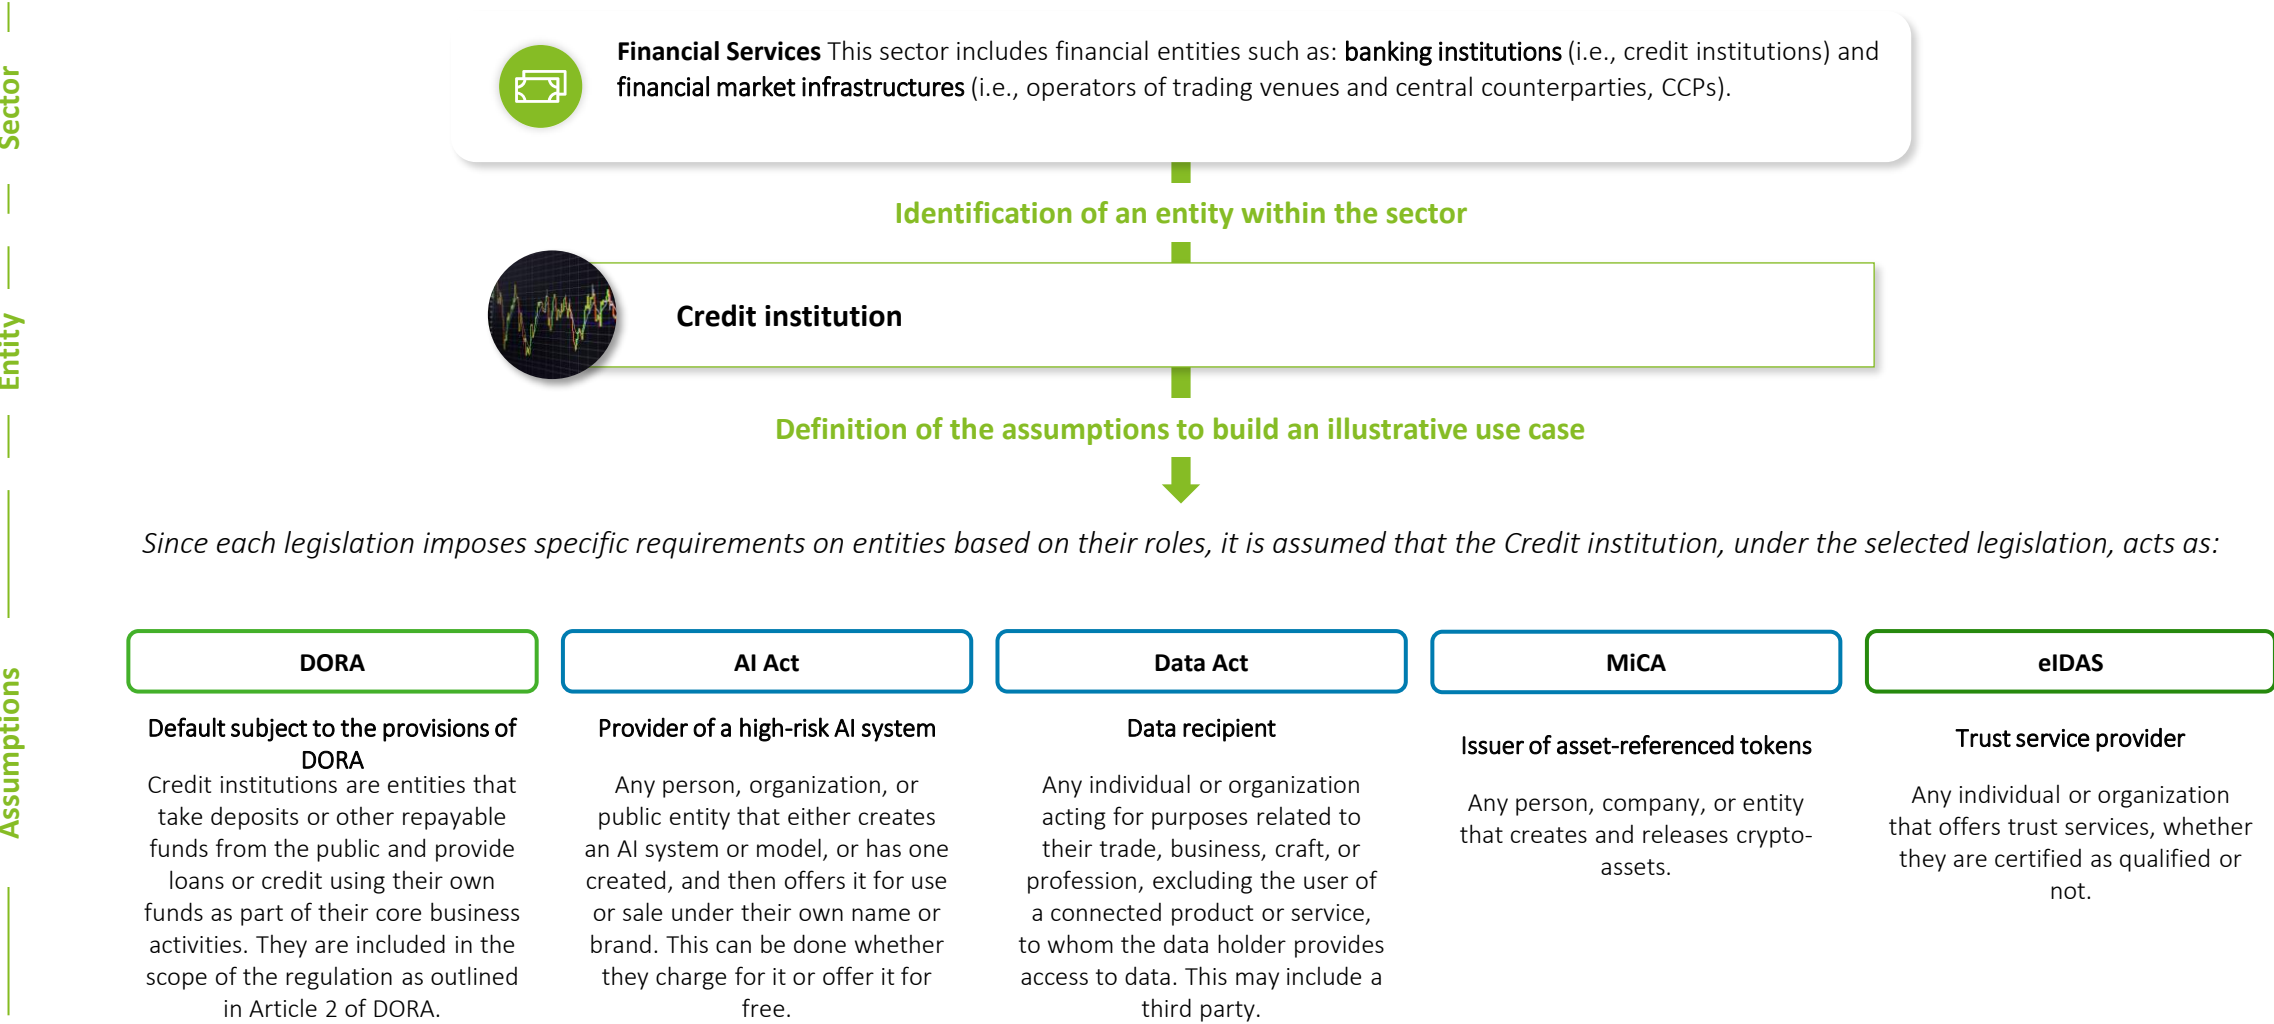 Sector
Financial Services This sector includes financial entities such as: banking institutions (i.e., credit institutions) and
financial market infrastructures (i.e., operators of trading venues and central counterparties, CCPs).
Identification of an entity within the sector
Entity
Credit institution
Definition of the assumptions to build an illustrative use case
Assumptions
Since each legislation imposes specific requirements on entities based on their roles, it is assumed that the Credit institution, under the selected legislation, acts as:
DORA
Default subject to the provisions of
DORA
Credit institutions are entities that
take deposits or other repayable
funds from the public and provide
loans or credit using their own
funds as part of their core business
activities. They are included in the
scope of the regulation as outlined
in Article 2 of DORA.
AI Act
Provider of a high-risk AI system
Any person, organization, or
public entity that either creates
an AI system or model, or has one
created, and then offers it for use
or sale under their own name or
brand. This can be done whether
they charge for it or offer it for
free.
Data Act
Data recipient
Any individual or organization
acting for purposes related to
their trade, business, craft, or
profession, excluding the user of
a connected product or service,
to whom the data holder provides
access to data. This may include a
third party.
MiCA
Issuer of asset-referenced tokens
Any person, company, or entity
that creates and releases crypto-
assets.
eIDAS
Trust service provider
Any individual or organization
that offers trust services, whether
they are certified as qualified or
not.